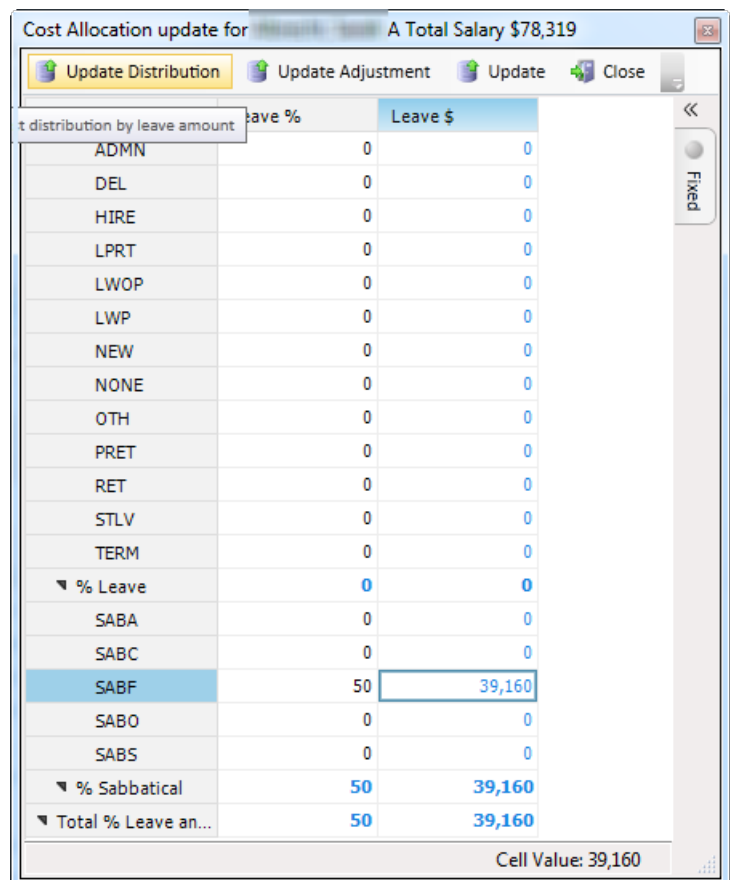 Cost Allocation update for A Total Salary $78,319
Update Distribution Update Adjustment Update Close
distribution by leave amount
Leave $
ADMN 0 0
DEL 0 0
HIRE 0 0
LPRT 0 0
LWOP 0 0
LWP 0 0
NEW 0 0
NONE 0 0
OTH 0 0
PRET 0 0
RET 0 0
STLV 0 0
TERM 0 0
% Leave 0 0
SABA 0 0
SABC 0 0
SABF 50 39,160
SABO 0 0
SABS 0 0
% Sabbatical 50 39,160
Total % Leave an... 50 39,160
Cell Value: 39,160
Fixed